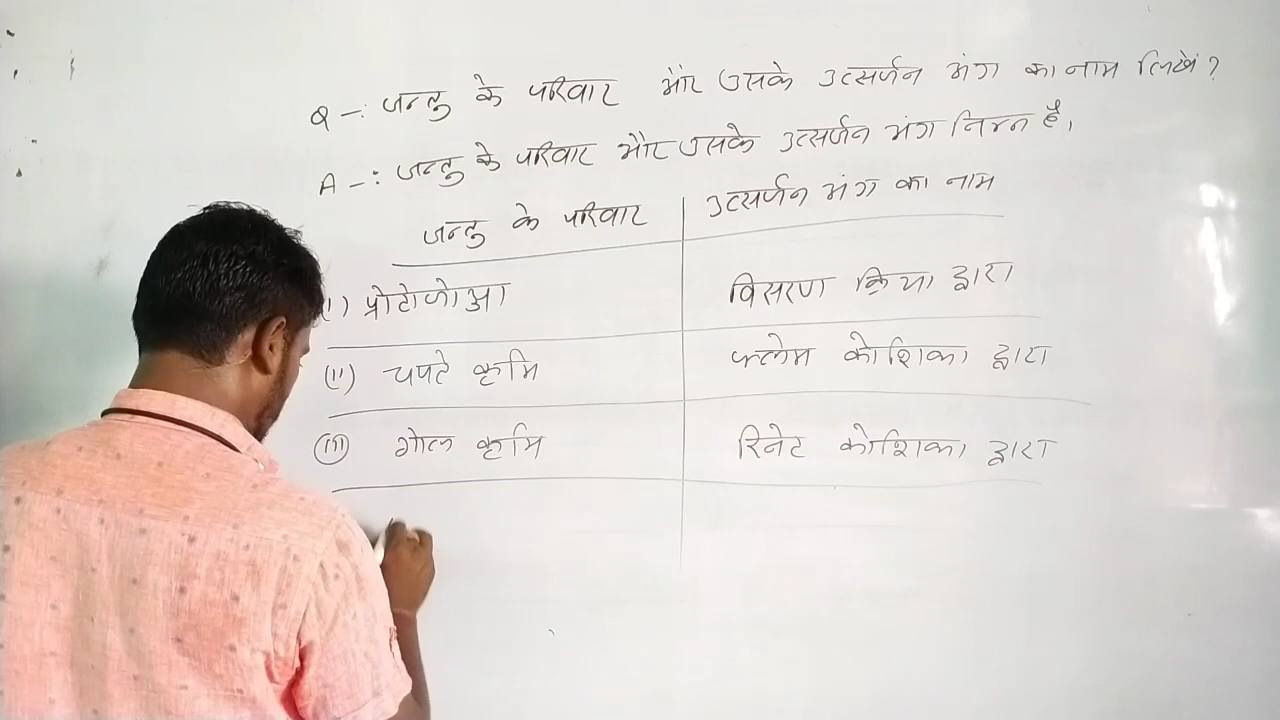 Q -: जन्तु के परिवार और उसके उत्सर्जन अंग का नाम लिखें ?
A -: जन्तु के परिवार और उसके उत्सर्जन अंग निम्न है,
जन्तु के परिवार उत्सर्जन अंग का नाम
(I) प्रोटोजोआ विसरण क्रिया द्वारा
(II) चपटे कृमि फ्लेम कोशिका द्वारा
(III) गोल कृमि रिनेट कोशिका द्वारा